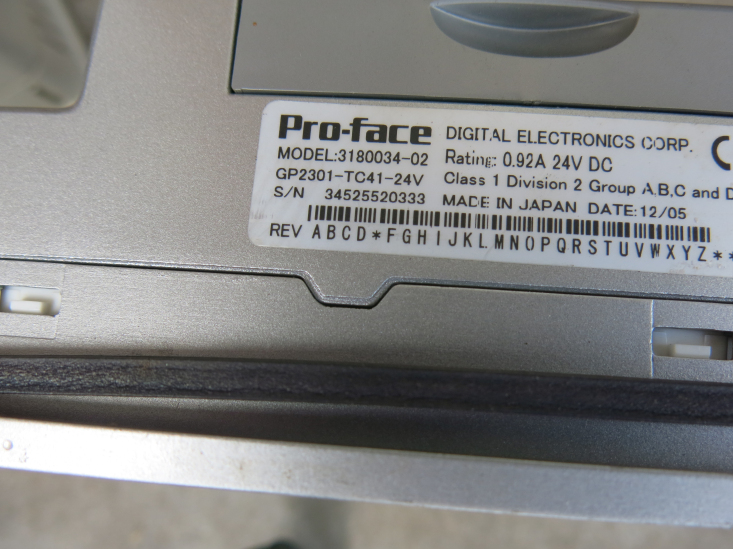 Pro-face DIGITAL ELECTRONICS CORP.
MODEL:3180034-02 Rating: 0.92A 24V DC
GP2301-TC41-24V Class 1 Division 2 Group A,B,C and D
S/N 34525520333 MADE IN JAPAN DATE:12/05
REV ABCD*FGHIJKLMNOPQRSTUVWXYZ**